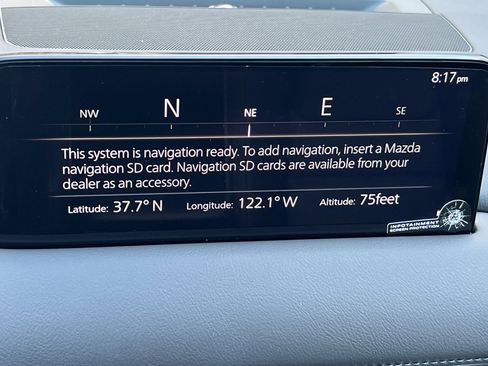 8:17pm
NW N NE E SE
This system is navigation ready. To add navigation, insert a Mazda
navigation SD card. Navigation SD cards are available from your
dealer as an accessory.
Latitude: 37.7° N Longitude: 122.1° W Altitude: 75feet
INFOTAINMENT
SCREEN PROTECTION